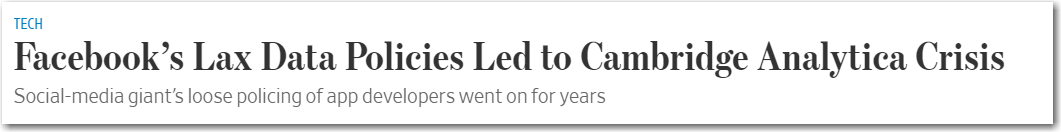 TECH
Facebook’s Lax Data Policies Led to Cambridge Analytica Crisis
Social-media giant’s loose policing of app developers went on for years